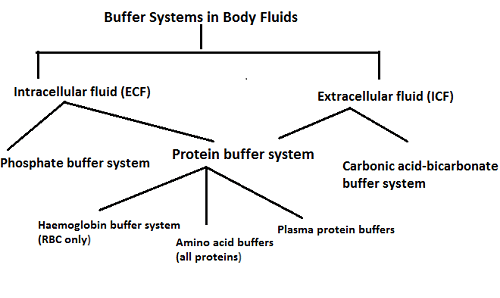 Buffer Systems in Body Fluids
Intracellular fluid (ECF)
Extracellular fluid (ICF)
Phosphate buffer system
Protein buffer system
Carbonic acid-bicarbonate
buffer system
Haemoglobin buffer system
(RBC only)
Amino acid buffers
(all proteins)
Plasma protein buffers